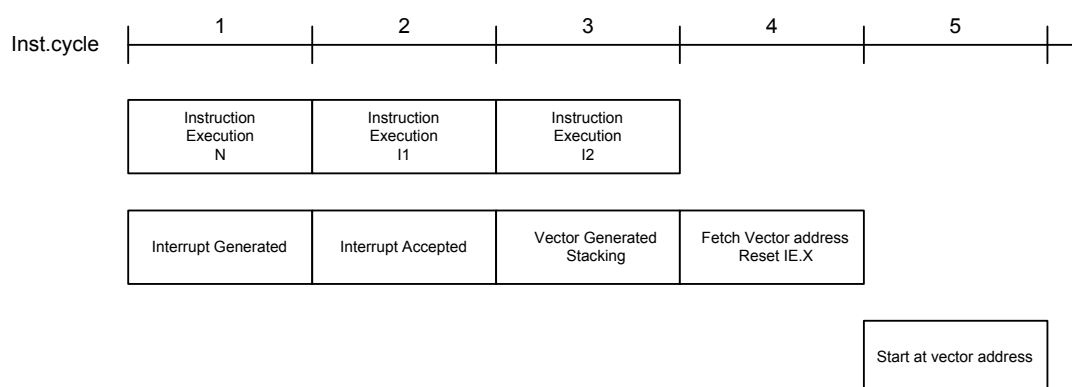 1 2 3 4 5
Inst.cycle
Instruction
Execution
N
Instruction
Execution
I1
Instruction
Execution
I2
Interrupt Generated
Interrupt Accepted
Vector Generated
Stacking
Fetch Vector address
Reset IE.X
Start at vector address